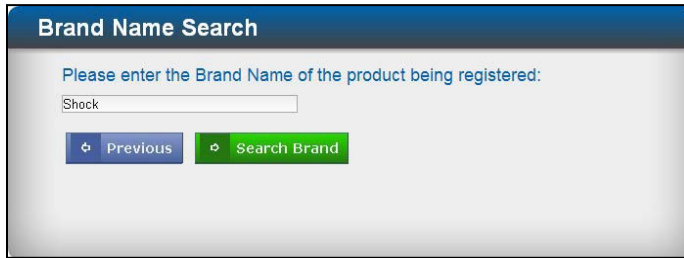 Brand Name Search
Please enter the Brand Name of the product being registered:
Shock
Previous Search Brand